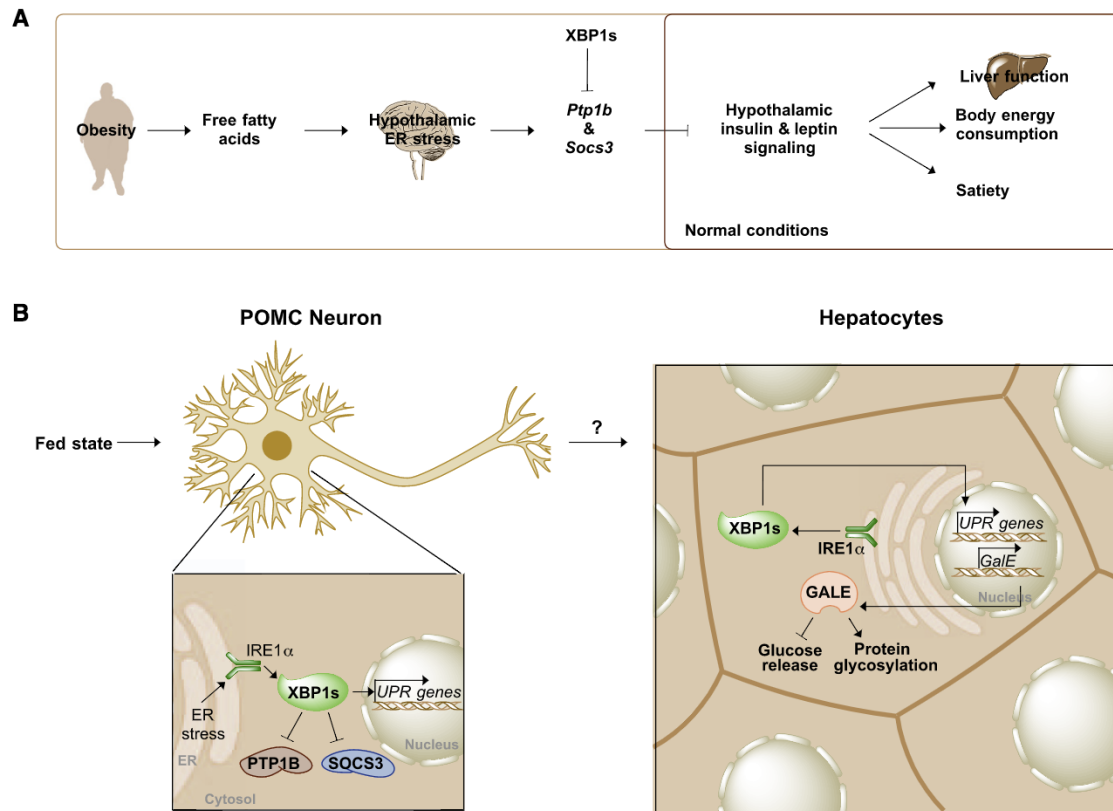 A
Obesity
Free fatty
acids
Hypothalamic
ER stress
XBP1s
Ptp1b
&
Socs3
Hypothalamic
insulin & leptin
signaling
Liver function
Body energy
consumption
Satiety
Normal conditions
B
POMC Neuron
Hepatocytes
Fed state
?
IRE1α
XBP1s
UPR genes
ER
stress
PTP1B
SOCS3
Nucleus
ER
Cytosol
XBP1s
IRE1α
UPR genes
GalE
Nucleus
GALE
Glucose
release
Protein
glycosylation